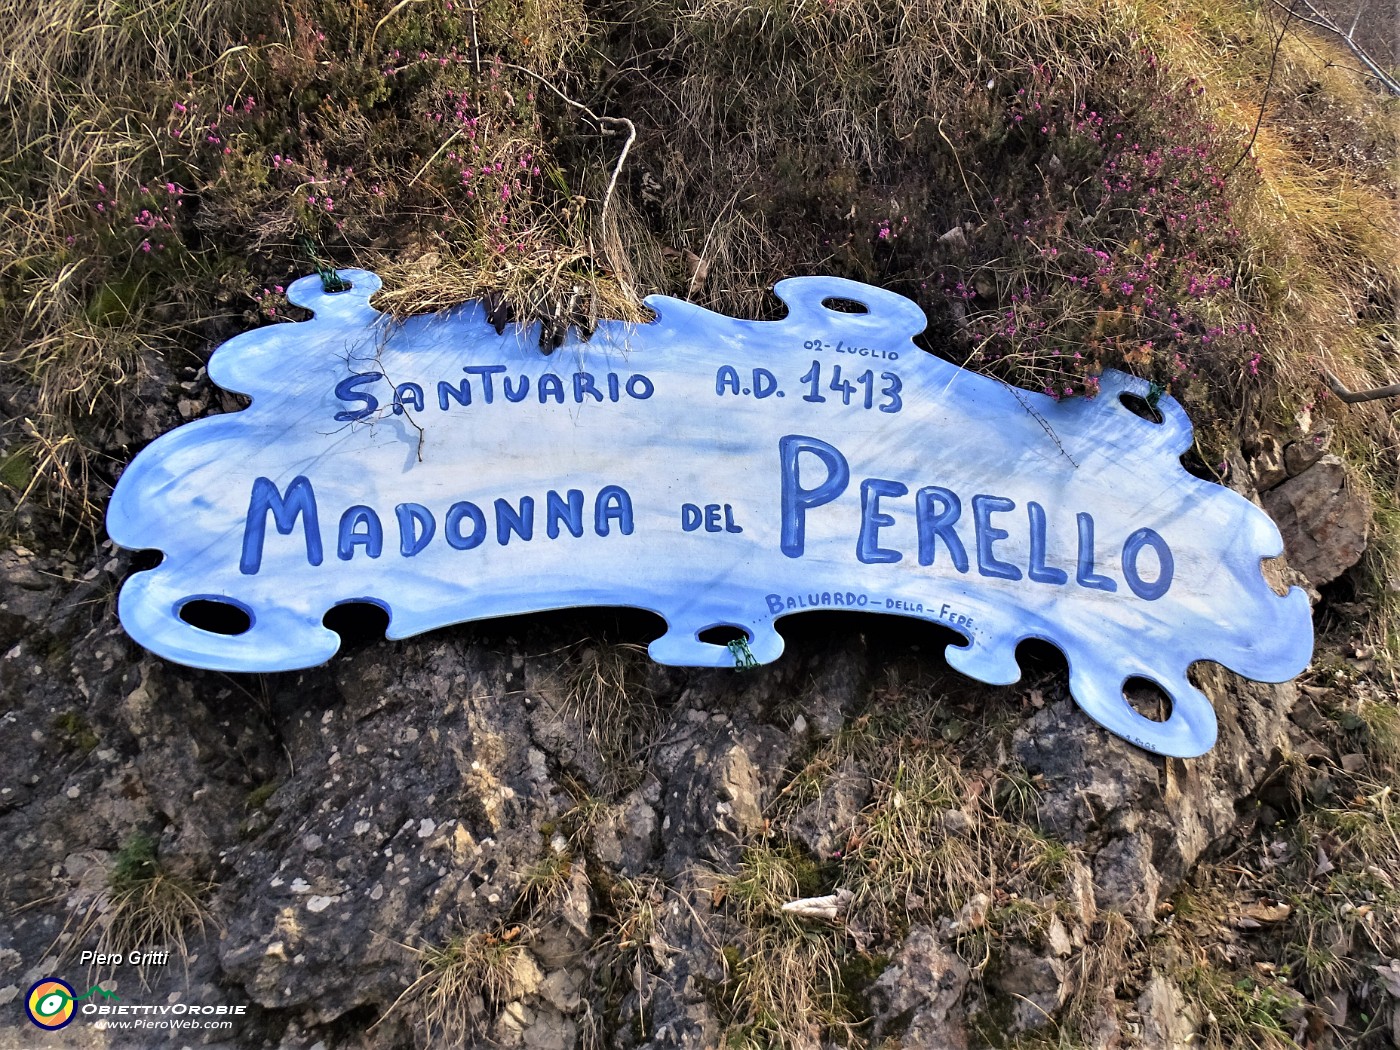 02-LUGLIO
SANTUARIO A.D. 1413
MADONNA DEL PERELLO
...BALUARDO-DELLA-FEDE...
Piero Gritti
OBIETTIVOROBIE
www.PieroWeb.com